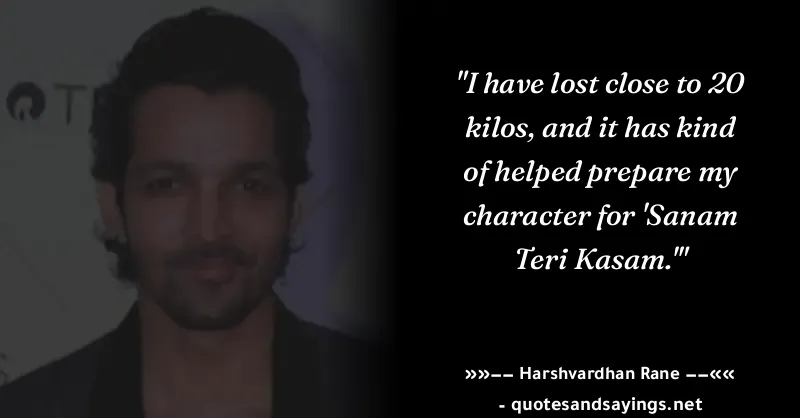 "I have lost close to 20
kilos, and it has kind
of helped prepare my
character for 'Sanam
Teri Kasam.'"
»»−− Harshvardhan Rane −−««
- quotesandsayings.net